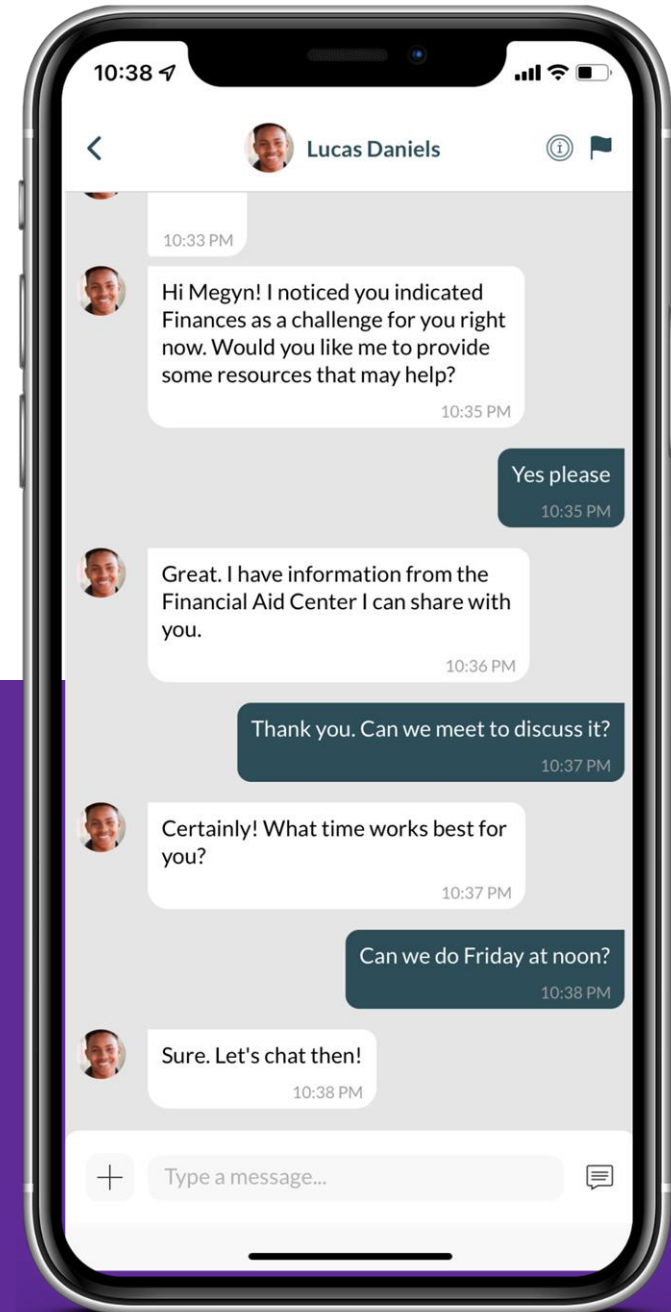 10:38
Lucas Daniels
10:33 PM
Hi Megyn! I noticed you indicated
Finances as a challenge for you right
now. Would you like me to provide
some resources that may help?
10:35 PM
Yes please
10:35 PM
Great. I have information from the
Financial Aid Center I can share with
you.
10:36 PM
Thank you. Can we meet to discuss it?
10:37 PM
Certainly! What time works best for
you?
10:37 PM
Can we do Friday at noon?
10:38 PM
Sure. Let's chat then!
10:38 PM
Type a message...